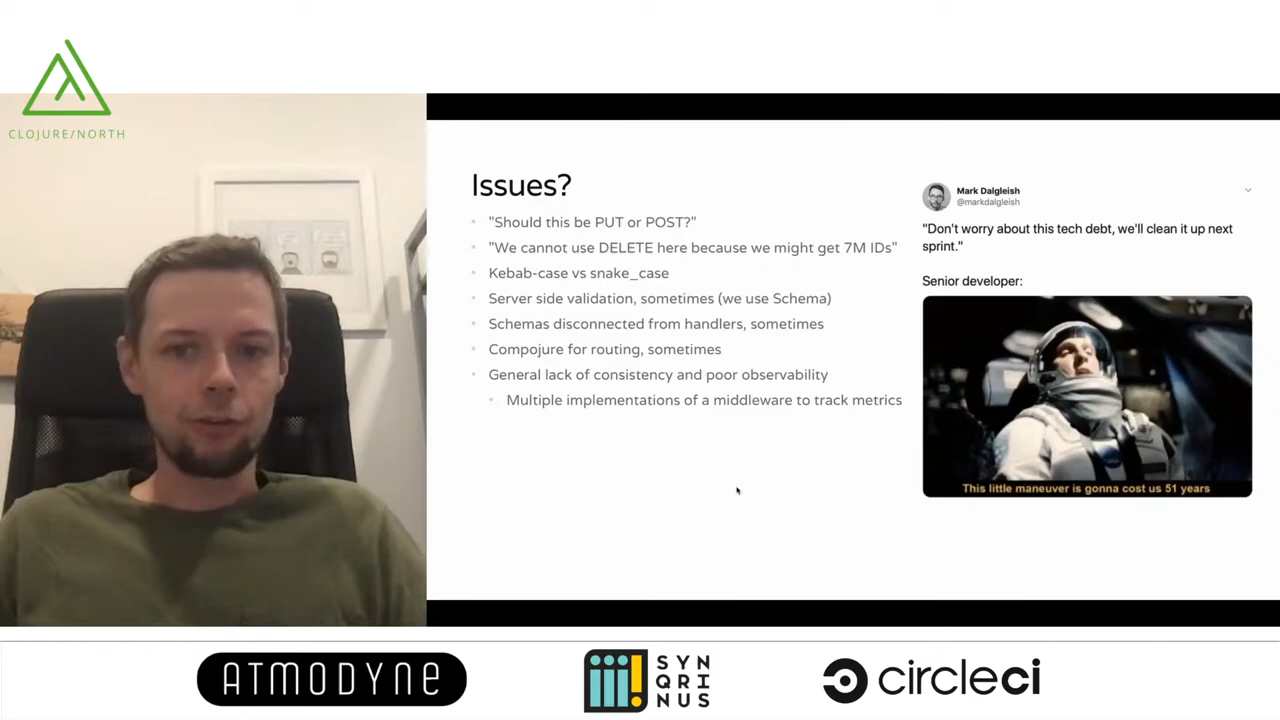 CLOJURE/NORTH
Issues?
"Should this be PUT or POST?"
"We cannot use DELETE here because we might get 7M IDs"
Kebab-case vs snake_case
Server side validation, sometimes (we use Schema)
Schemas disconnected from handlers, sometimes
Compojure for routing, sometimes
General lack of consistency and poor observability
Multiple implementations of a middleware to track metrics
Mark Dalgleish
@markdalgleish
"Don't worry about this tech debt, we'll clean it up next
sprint."
Senior developer:
This little maneuver is gonna cost us 51 years
ATMODYNE
SYN
QRI
NUS
circleci